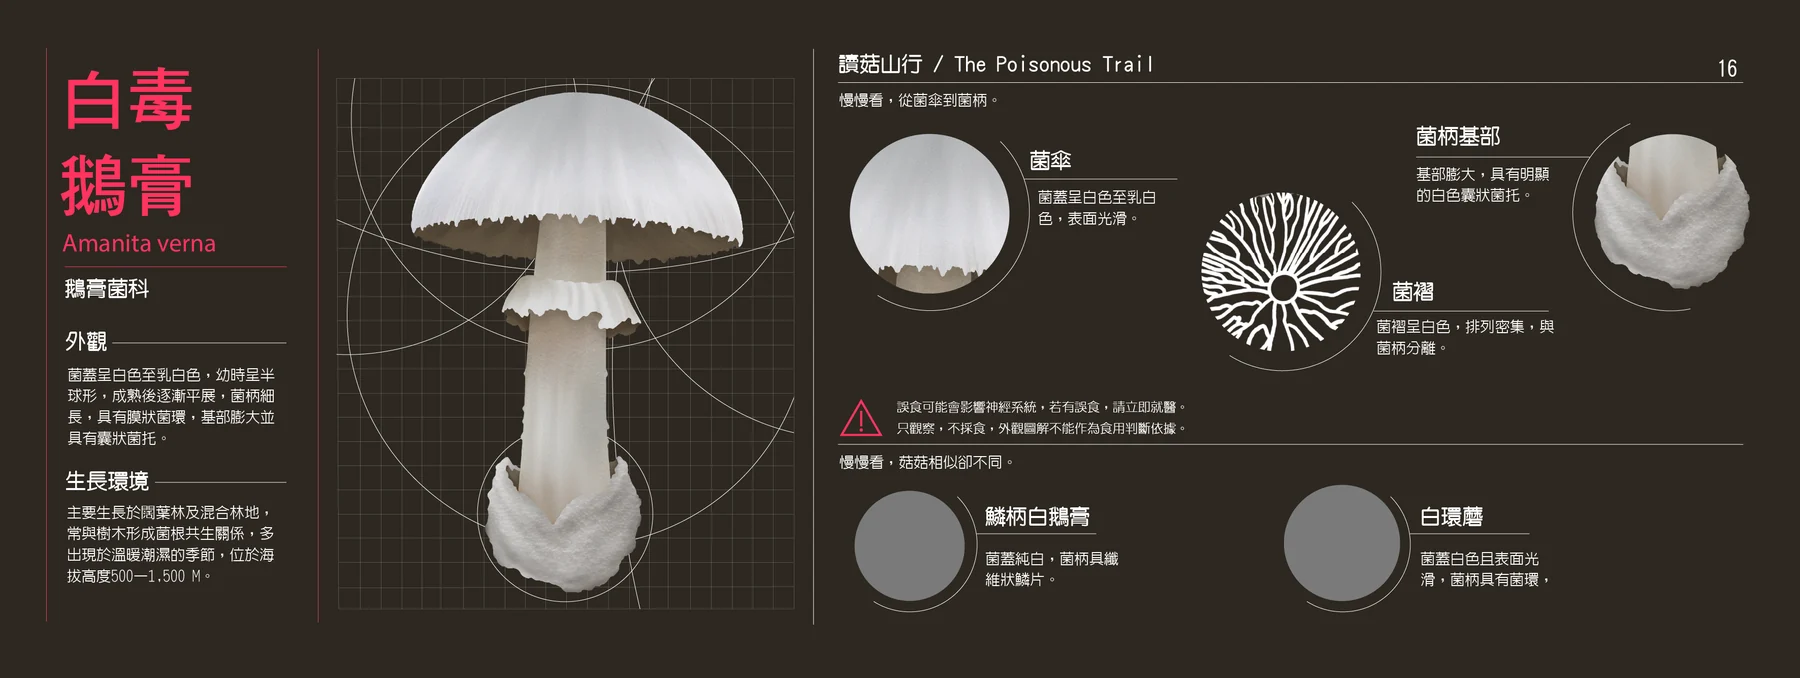 白毒
鵝膏
Amanita verna
鵝膏菌科
外觀
菌蓋呈白色至乳白色，幼時呈半
球形，成熟後逐漸平展，菌柄細
長，具有膜狀菌環，基部膨大並
具有囊狀菌托。
生長環境
主要生長於闊葉林及混合林地，
常與樹木形成菌根共生關係，多
出現於溫暖潮濕的季節，位於海
拔高度500—1,500 M。
讀菇山行 / The Poisonous Trail
16
慢慢看，從菌傘到菌柄。
菌傘
菌蓋呈白色至乳白
色，表面光滑。
菌褶
菌褶呈白色，排列密集，與
菌柄分離。
菌柄基部
基部膨大，具有明顯
的白色囊狀菌托。
誤食可能會影響神經系統，若有誤食，請立即就醫。
只觀察，不採食，外觀圖解不能作為食用判斷依據。
慢慢看，菇菇相似卻不同。
鱗柄白鵝膏
菌蓋純白，菌柄具纖
維狀鱗片。
白環蘑
菌蓋白色且表面光
滑，菌柄具有菌環，